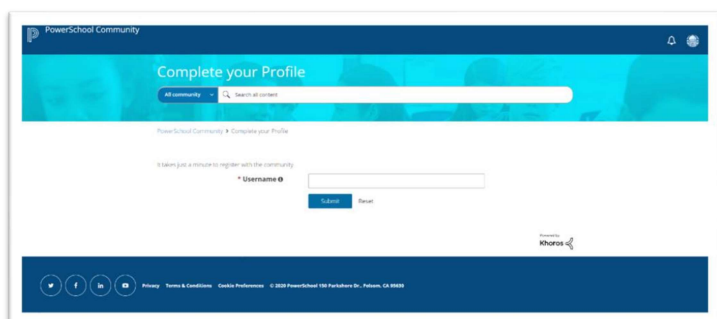 PowerSchool Community
Complete your Profile
All community
Search all content
PowerSchool Community > Complete your Profile
It takes just a minute to register with the community
* Username
Submit Reset
Powered by
Khoros
Privacy Terms & Conditions Cookie Preferences © 2020 PowerSchool 150 Parkshore Dr., Folsom, CA 95630